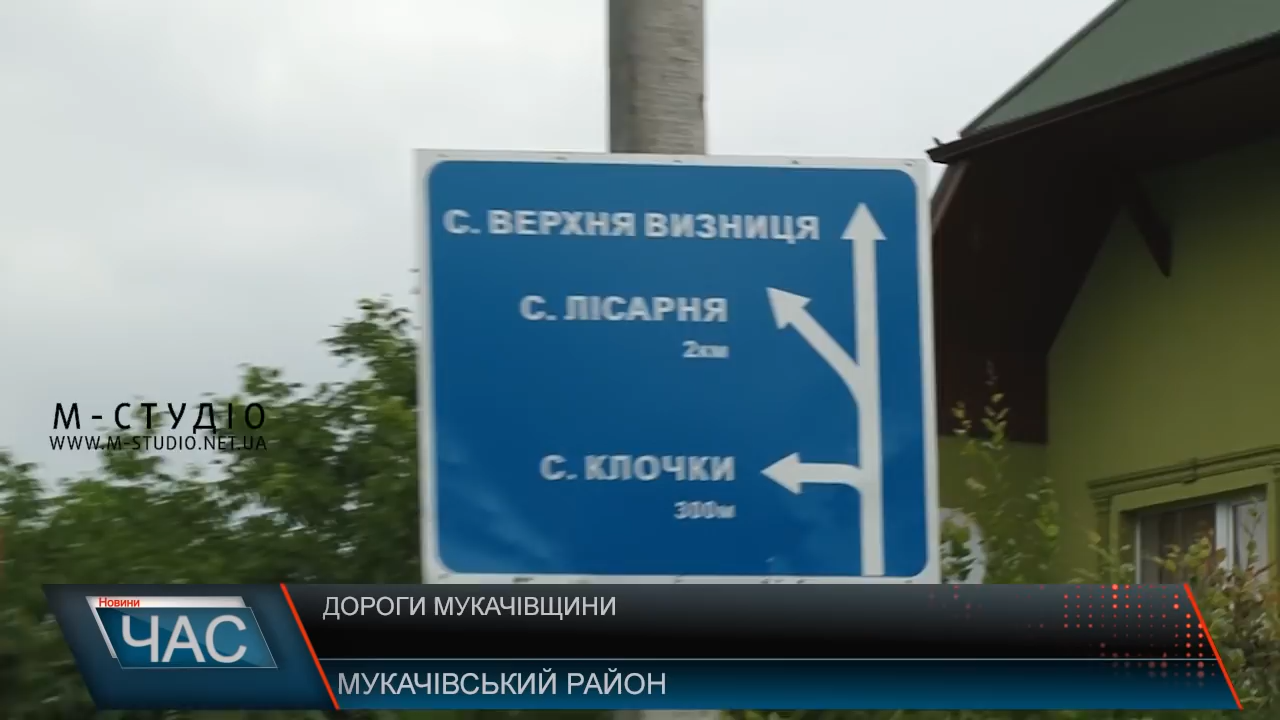 С. ВЕРХНЯ ВИЗНИЦЯ
С. ЛІСАРНЯ
2км
С. КЛОЧКИ
300м
М-СТУДІО
WWW.M-STUDIO.NET.UA
Новини
ЧАС
ДОРОГИ МУКАЧІВЩИНИ
МУКАЧІВСЬКИЙ РАЙОН